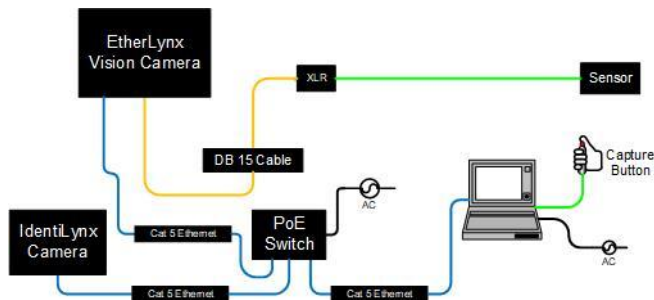 EtherLynx
Vision Camera
XLR
Sensor
DB 15 Cable
Capture
Button
AC
IdentiLynx
Camera
Cat 5 Ethernet
PoE
Switch
AC
Cat 5 Ethernet
Cat 5 Ethernet